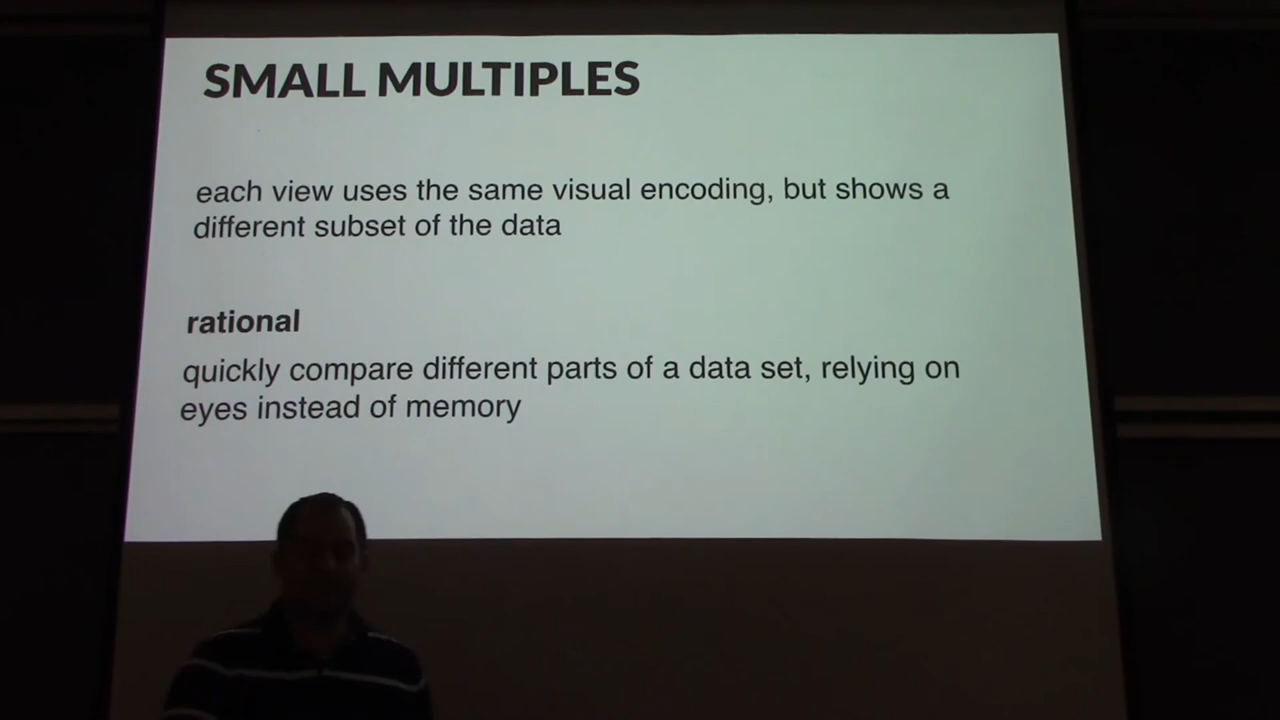 SMALL MULTIPLES
each view uses the same visual encoding, but shows a
different subset of the data
rational
quickly compare different parts of a data set, relying on
eyes instead of memory